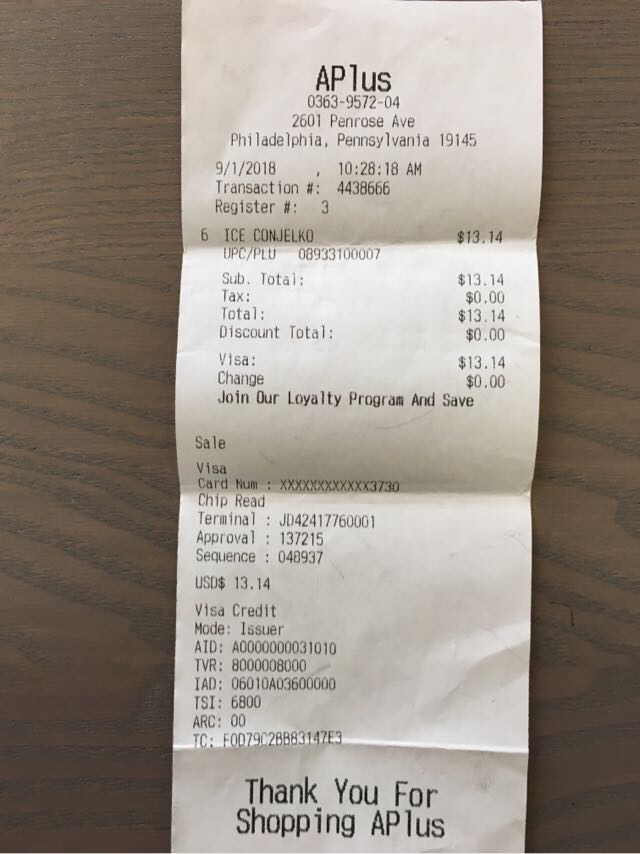 APlus
0363-9572-04
2601 Penrose Ave
Philadelphia, Pennsylvania 19145
9/1/2018 , 10:28:18 AM
Transaction #: 4438666
Register #: 3
6 ICE CONJELKO $13.14
UPC/PLU 08933100007
Sub. Total: $13.14
Tax: $0.00
Total: $13.14
Discount Total: $0.00
Visa: $13.14
Change $0.00
Join Our Loyalty Program And Save
Sale
Visa
Card Num : XXXXXXXXXXXX3730
Chip Read
Terminal : JD42417760001
Approval : 137215
Sequence : 048937
USD$ 13.14
Visa Credit
Mode: Issuer
AID: A0000000031010
TVR: 8000008000
IAD: 06010A03600000
TSI: 6800
ARC: 00
TC: F0D79C2BB83147E3
Thank You For
Shopping APlus